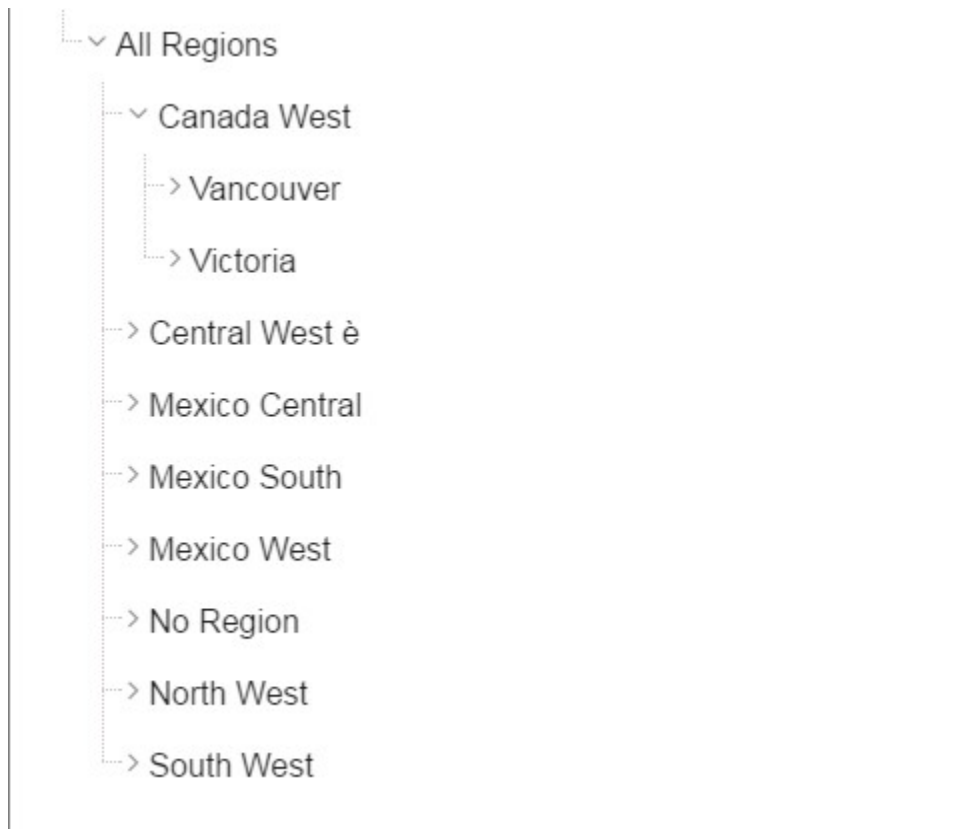 All Regions
Canada West
Vancouver
Victoria
Central West è
Mexico Central
Mexico South
Mexico West
No Region
North West
South West